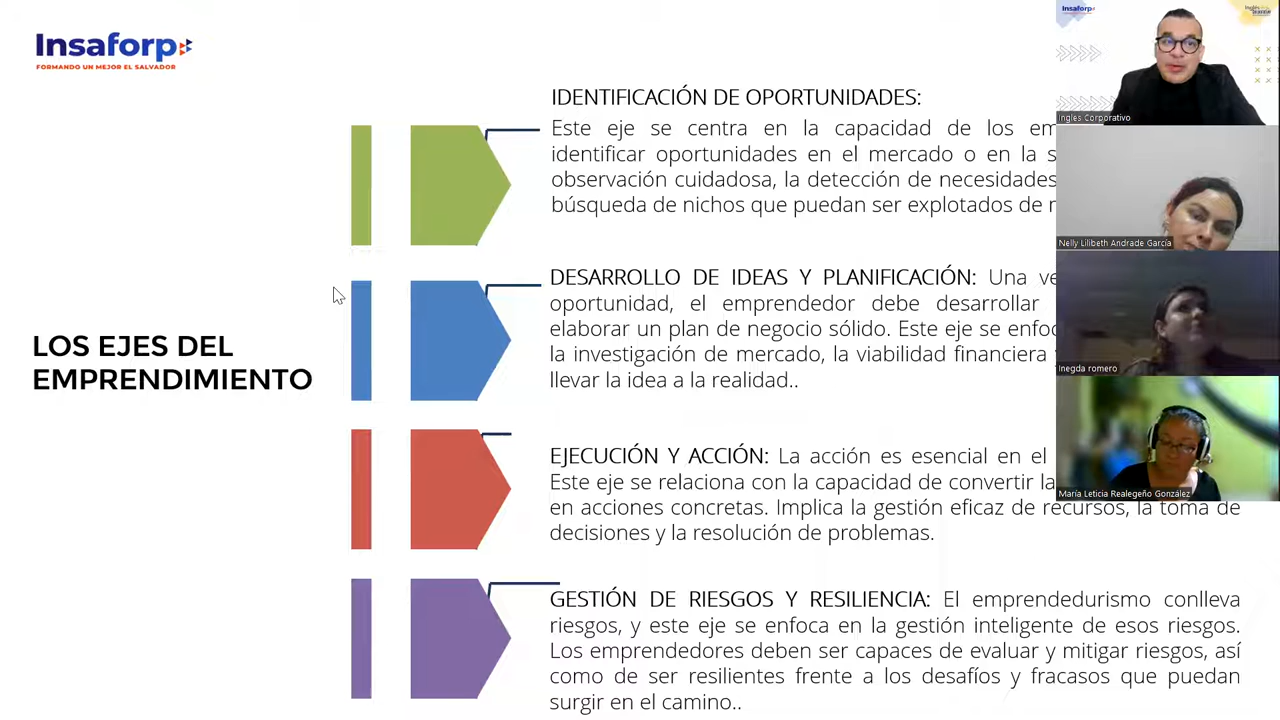 Insaforp
FORMANDO UN MEJOR EL SALVADOR
LOS EJES DEL
EMPRENDIMIENTO
IDENTIFICACIÓN DE OPORTUNIDADES:
Este eje se centra en la capacidad de los em
identificar oportunidades en el mercado o en la s
observación cuidadosa, la detección de necesidades
búsqueda de nichos que puedan ser explotados de
DESARROLLO DE IDEAS Y PLANIFICACIÓN: Una ve
oportunidad, el emprendedor debe desarrollar
elaborar un plan de negocio sólido. Este eje se enfoc
la investigación de mercado, la viabilidad financiera
llevar la idea a la realidad..
EJECUCIÓN Y ACCIÓN: La acción es esencial en el
Este eje se relaciona con la capacidad de convertir la
en acciones concretas. Implica la gestión eficaz de recursos, la toma de
decisiones y la resolución de problemas.
GESTIÓN DE RIESGOS Y RESILIENCIA: El emprendedurismo conlleva
riesgos, y este eje se enfoca en la gestión inteligente de esos riesgos.
Los emprendedores deben ser capaces de evaluar y mitigar riesgos, así
como de ser resilientes frente a los desafíos y fracasos que puedan
surgir en el camino..
Insaforp
Ingles Corporativo
Nelly Lilibeth Andrade García
Inegda romero
María Leticia Realegeño González